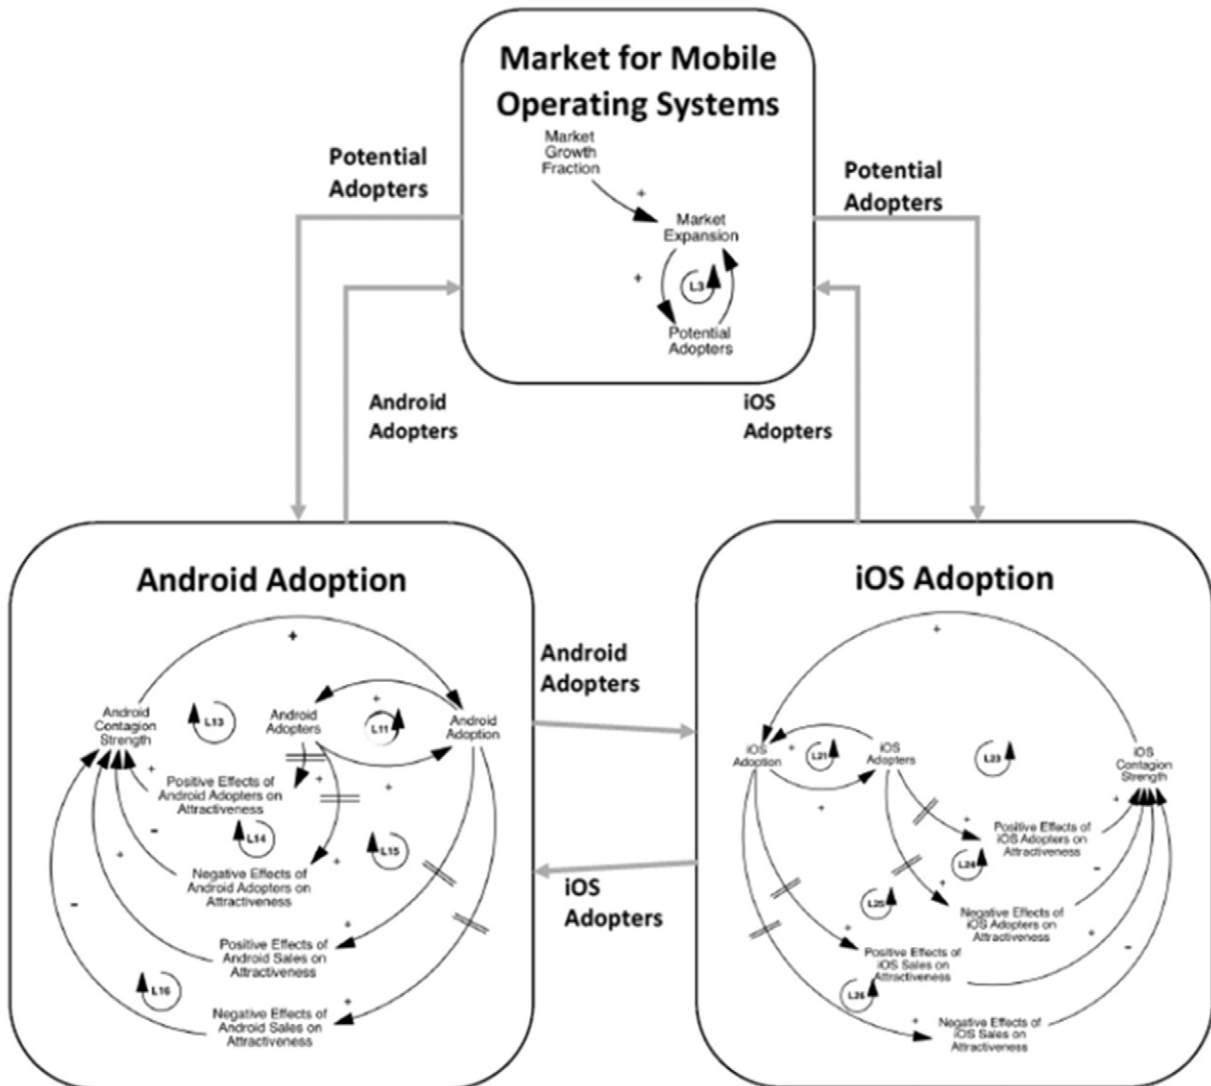 Market for Mobile
Operating Systems
Market
Growth
Fraction
+
Market
Expansion
+
L3
Potential
Adopters
Potential
Adopters
Potential
Adopters
Android
Adopters
iOS
Adopters
Android Adoption
+
Android
Contagion
Strength
L13
Android
Adopters
+
L11
Android
Adoption
+
Positive Effects of
Android Adopters on
Attractiveness
+
+
-
L14
L15
+
Negative Effects of
Android Adopters on
Attractiveness
+
-
Positive Effects of
Android Sales on
Attractiveness
+
L16
Negative Effects of
Android Sales on
Attractiveness
+
Android
Adopters
iOS
Adopters
iOS Adoption
+
iOS
Adoption
+
L21
iOS
Adopters
L23
iOS
Contagion
Strength
+
+
Positive Effects of
iOS Adopters on
Attractiveness
+
L24
-
L25
+
Negative Effects of
iOS Adopters on
Attractiveness
+
+
Positive Effects of
iOS Sales on
Attractiveness
-
L26
+
Negative Effects of
iOS Sales on
Attractiveness